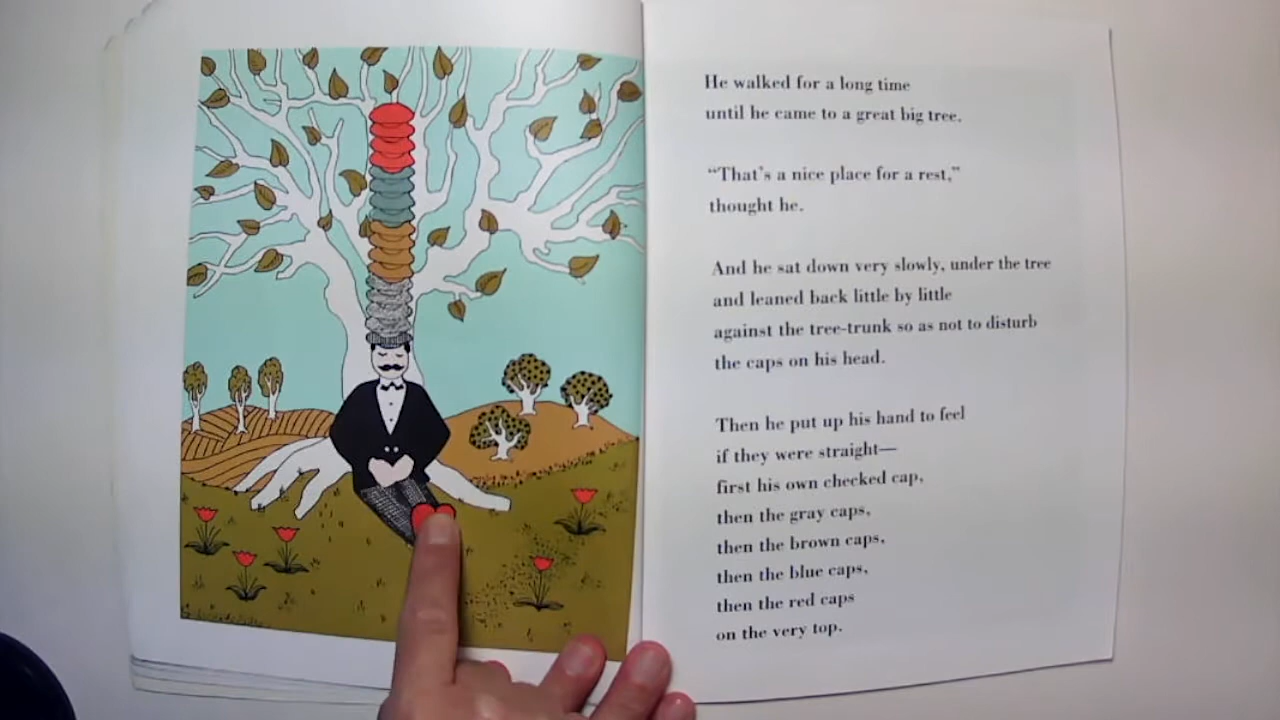 He walked for a long time
until he came to a great big tree.
“That’s a nice place for a rest,”
thought he.
And he sat down very slowly, under the tree
and leaned back little by little
against the tree-trunk so as not to disturb
the caps on his head.
Then he put up his hand to feel
if they were straight—
first his own checked cap,
then the gray caps,
then the brown caps,
then the blue caps,
then the red caps
on the very top.